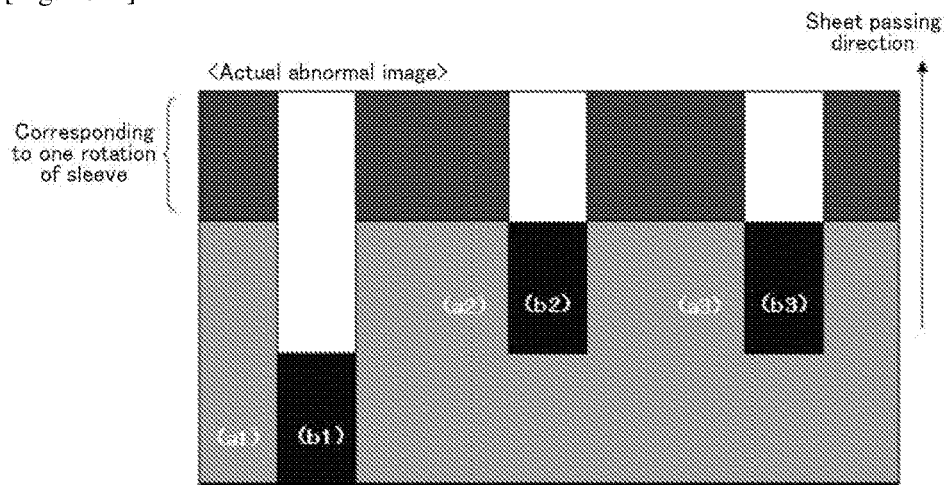 Sheet passing
direction
<Actual abnormal image>
Corresponding
to one rotation
of sleeve
(a2) (b2) (a3) (b3)
(a1) (b1)